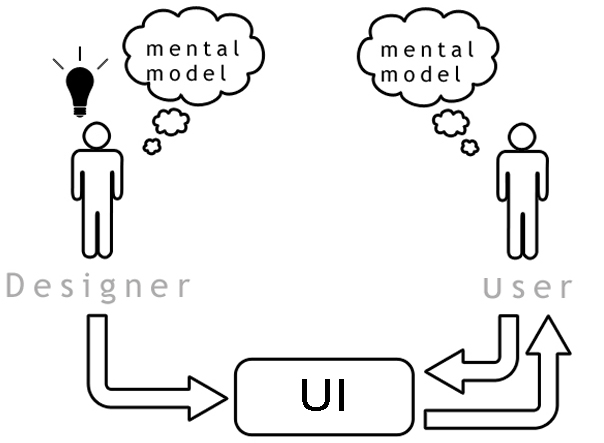 mental
model
mental
model
Designer
user
UI